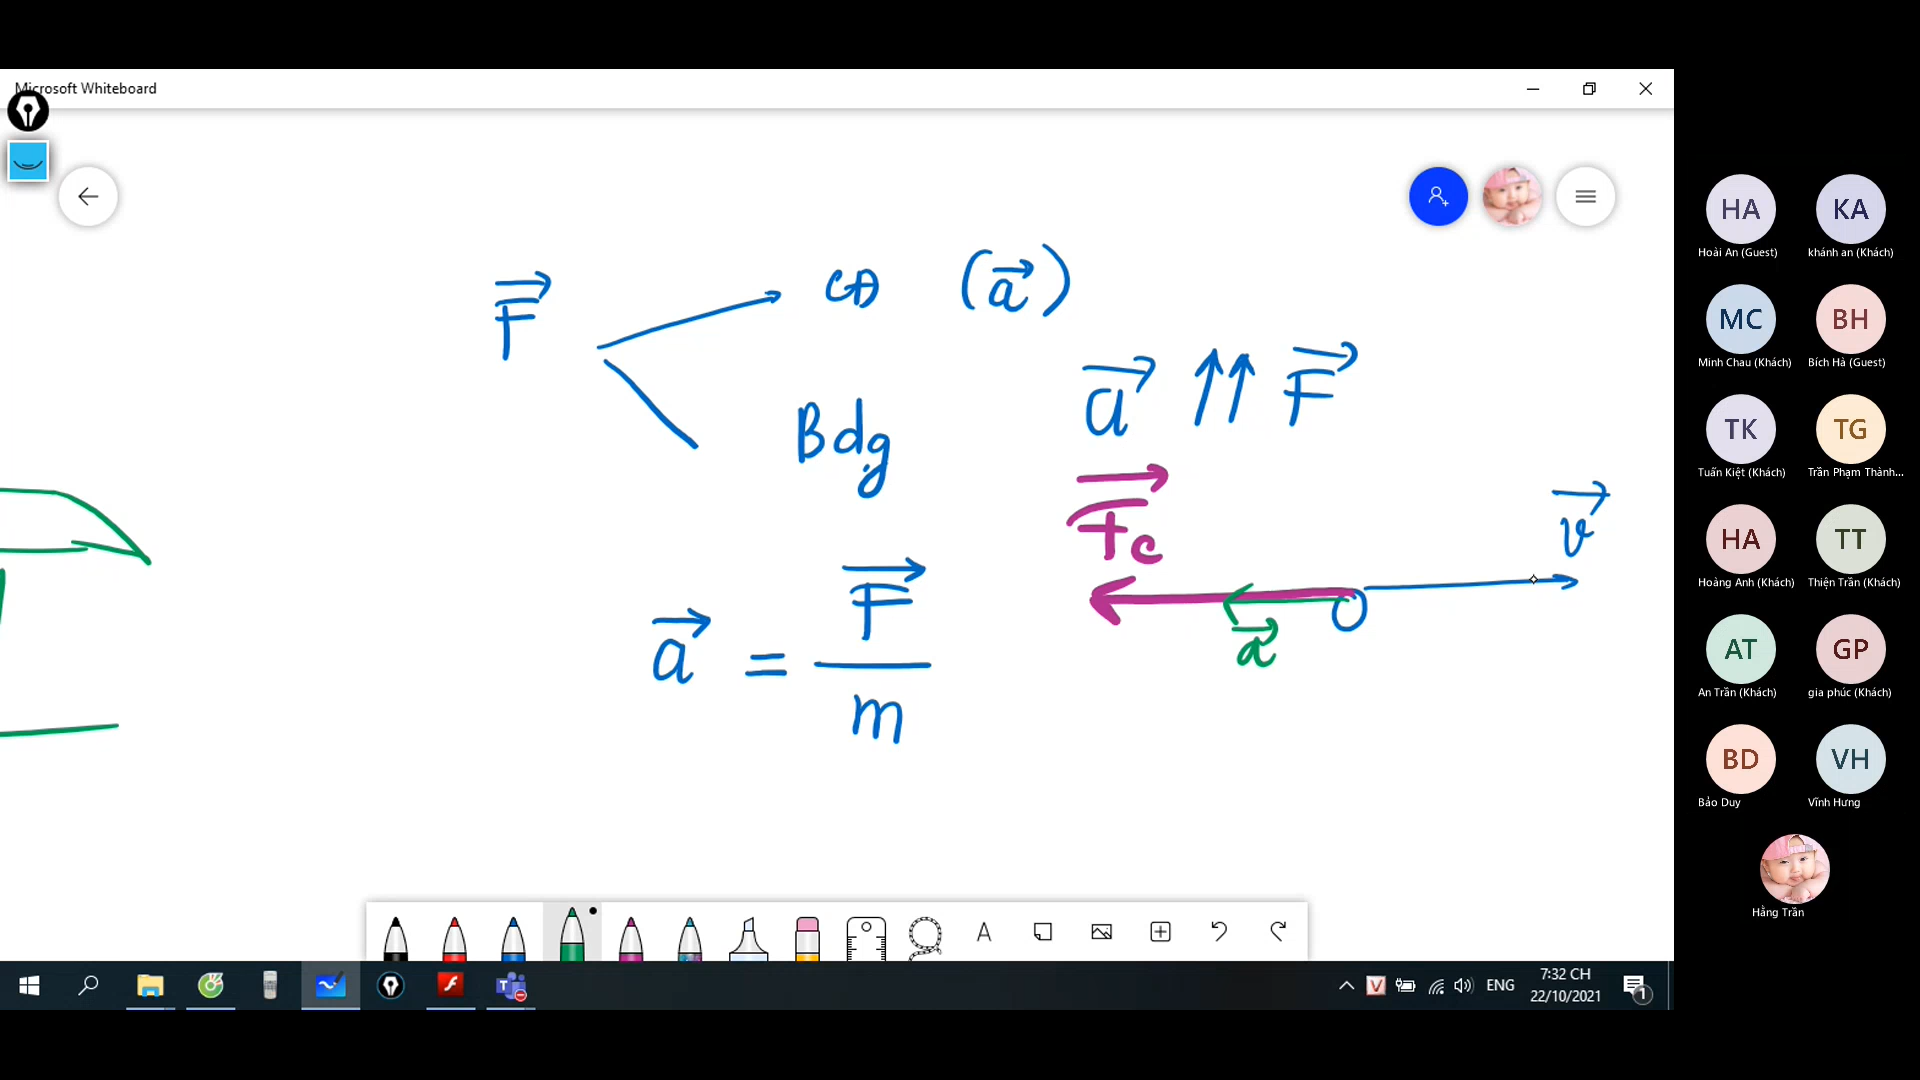 Microsoft Whiteboard
F⃗
CĐ (a⃗)
a⃗ ↑↑ F⃗
Bdg
F⃗c
v⃗
a⃗ = F⃗ / m
a⃗
HA
Hoài An (Guest)
KA
khánh an (Khách)
MC
Minh Chau (Khách)
BH
Bích Hà (Guest)
TK
Tuấn Kiệt (Khách)
TG
Trần Phạm Thành...
HA
Hoàng Anh (Khách)
TT
Thiện Trần (Khách)
AT
An Trần (Khách)
GP
gia phúc (Khách)
BD
Bảo Duy
VH
Vĩnh Hưng
Hằng Trần
A
V
ENG
7:32 CH
22/10/2021
1